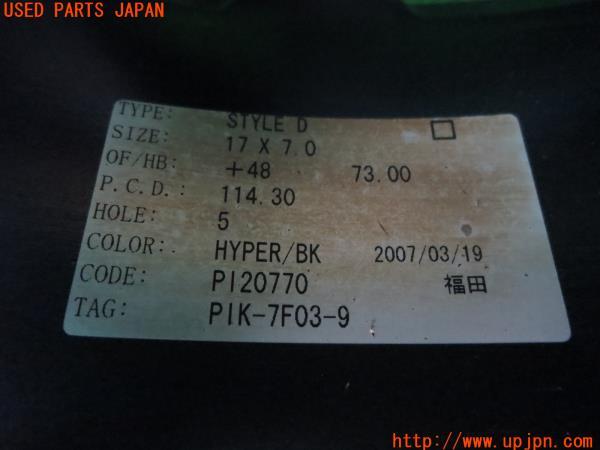 USED PARTS JAPAN
TYPE: STYLE D
SIZE: 17 X 7.0
OF/HB: +48 73.00
P.C.D.: 114.30
HOLE: 5
COLOR: HYPER/BK 2007/03/19
CODE: PI20770 福田
TAG: PIK-7F03-9
http://www.upjpn.com/